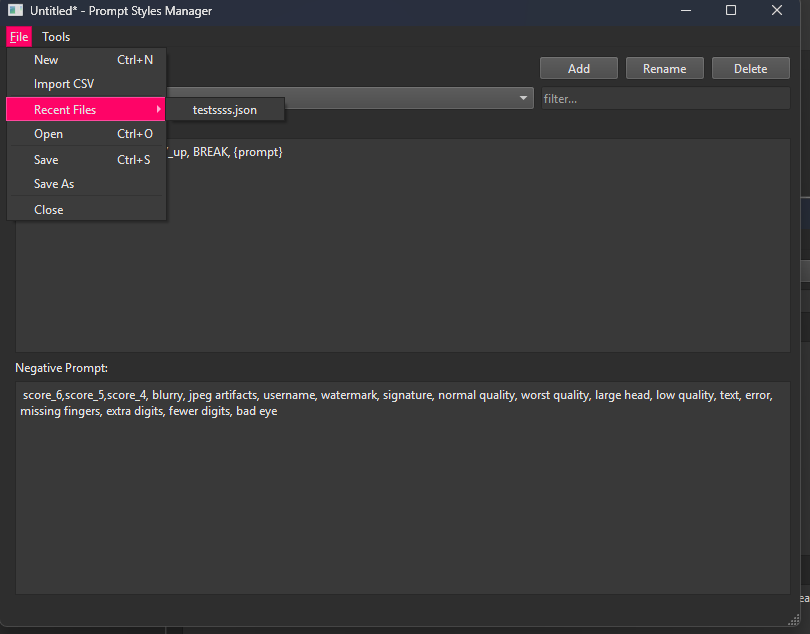 Untitled* - Prompt Styles Manager
File Tools
New Ctrl+N
Import CSV
Recent Files
testssss.json
Open Ctrl+O
Save Ctrl+S
Save As
Close
Add Rename Delete
filter...
_up, BREAK, {prompt}
Negative Prompt:
score_6,score_5,score_4, blurry, jpeg artifacts, username, watermark, signature, normal quality, worst quality, large head, low quality, text, error,
missing fingers, extra digits, fewer digits, bad eye